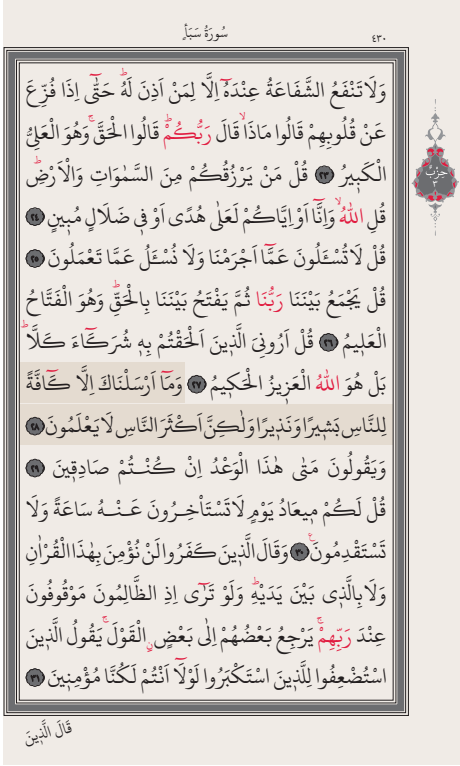 ٤٣٠
سُورَةُ سَبَأٍ
وَلَا تَنْفَعُ الشَّفَاعَةُ عِنْدَهُٓ اِلَّا لِمَنْ اَذِنَ لَهُۜ حَتّٰٓى اِذَا فُزِّعَ
عَنْ قُلُوبِهِمْ قَالُوا مَاذَاۙ قَالَ رَبُّكُمْۜ قَالُوا الْحَقَّۚ وَهُوَ الْعَلِيُّ
الْكَب۪يرُ ٢٣ قُلْ مَنْ يَرْزُقُكُمْ مِنَ السَّمٰوَاتِ وَالْاَرْضِۜ
قُلِ اللّٰهُۙ وَاِنَّٓا اَوْ اِيَّاكُمْ لَعَلٰى هُدًى اَوْ ف۪ي ضَلَالٍ مُب۪ينٍ ٢٤
قُلْ لَا تُسْـَٔلُونَ عَمَّٓا اَجْرَمْنَا وَلَا نُسْـَٔلُ عَمَّا تَعْمَلُونَ ٢٥
قُلْ يَجْمَعُ بَيْنَنَا رَبُّنَا ثُمَّ يَفْتَحُ بَيْنَنَا بِالْحَقِّۜ وَهُوَ الْفَتَّاحُ
الْعَل۪يمُ ٢٦ قُلْ اَرُونِيَ الَّذ۪ينَ اَلْحَقْتُمْ بِه۪ شُرَكَٓاءَ كَلَّاۜ
بَلْ هُوَ اللّٰهُ الْعَز۪يزُ الْحَك۪يمُ ٢٧ وَمَٓا اَرْسَلْنَاكَ اِلَّا كَٓافَّةً
لِلنَّاسِ بَش۪يرًا وَنَذ۪يرًا وَلٰكِنَّ اَكْثَرَ النَّاسِ لَا يَعْلَمُونَ ٢٨
وَيَقُولُونَ مَتٰى هٰذَا الْوَعْدُ اِنْ كُنْتُمْ صَادِق۪ينَ ٢٩
قُلْ لَكُمْ م۪يعَادُ يَوْمٍ لَا تَسْتَأْخِرُونَ عَنْهُ سَاعَةً وَلَا
تَسْتَقْدِمُونَ۟ ٣٠ وَقَالَ الَّذ۪ينَ كَفَرُوا لَنْ نُؤْمِنَ بِهٰذَا الْقُرْاٰنِ
وَلَا بِالَّذ۪ي بَيْنَ يَدَيْهِۜ وَلَوْ تَرٰٓى اِذِ الظَّالِمُونَ مَوْقُوفُونَ
عِنْدَ رَبِّهِمْۚ يَرْجِعُ بَعْضُهُمْ اِلٰى بَعْضٍۨ الْقَوْلَۚ يَقُولُ الَّذ۪ينَ
اسْتُضْعِفُوا لِلَّذ۪ينَ اسْتَكْبَرُوا لَوْلَٓا اَنْتُمْ لَكُنَّا مُؤْمِن۪ينَ ٣١
حِزْبْ
٣
قَالَ الَّذ۪ينَ